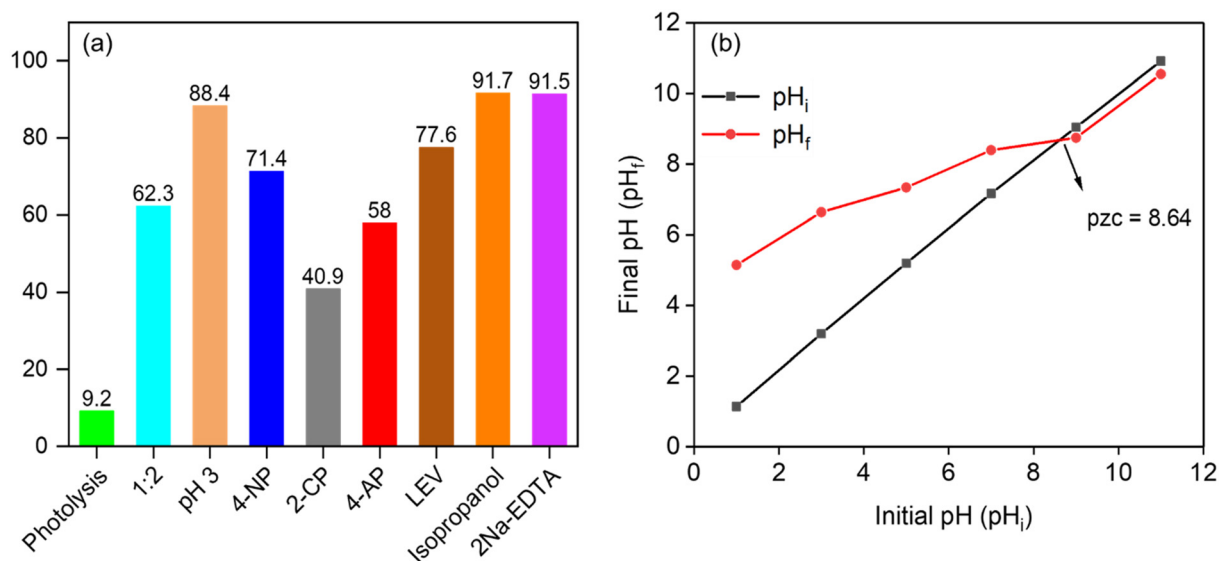 (a)
100
80
60
40
20
0
9.2
62.3
88.4
71.4
40.9
58
77.6
91.7
91.5
Photolysis
1:2
pH 3
4-NP
2-CP
4-AP
LEV
Isopropanol
2Na-EDTA
(b)
Final pH (pHf)
12
10
8
6
4
2
0
pHi
pHf
pzc = 8.64
0 2 4 6 8 10 12
Initial pH (pHi)